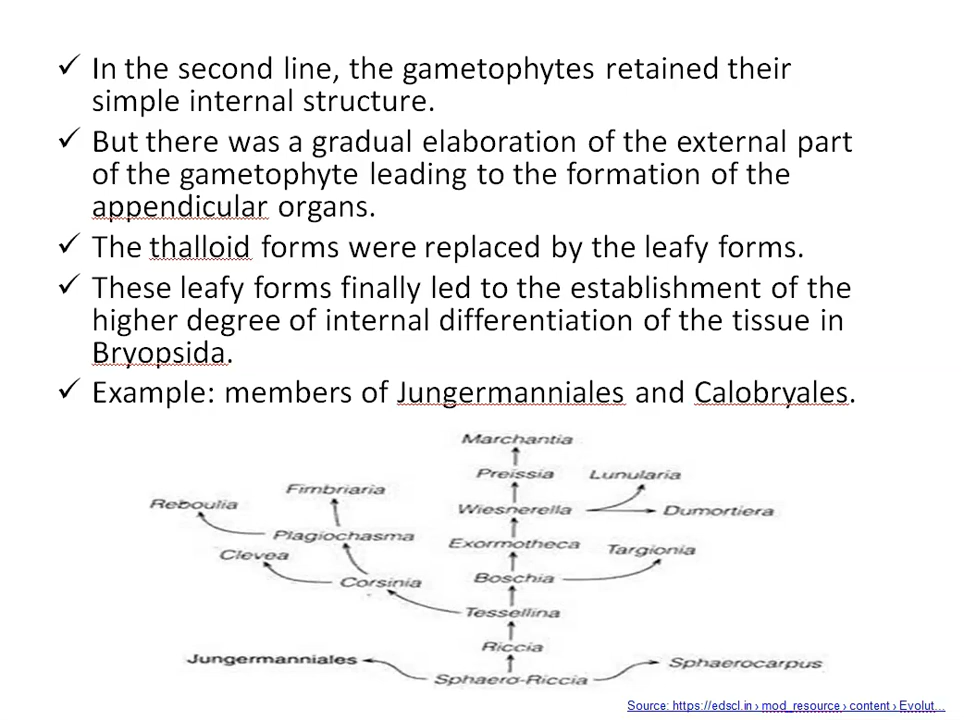 ✓ In the second line, the gametophytes retained their
simple internal structure.
✓ But there was a gradual elaboration of the external part
of the gametophyte leading to the formation of the
appendicular organs.
✓ The thalloid forms were replaced by the leafy forms.
✓ These leafy forms finally led to the establishment of the
higher degree of internal differentiation of the tissue in
Bryopsida.
✓ Example: members of Jungermanniales and Calobryales.
Marchantia
Preissia Lunularia
Fimbriaria
Reboulia Wiesnerella Dumortiera
Plagiochasma Exormotheca Targionia
Clevea
Corsinia Boschia
Tessellina
Riccia
Jungermanniales Sphaerocarpus
Sphaero-Riccia
Source: https://edscl.in › mod_resource › content › Evolut...